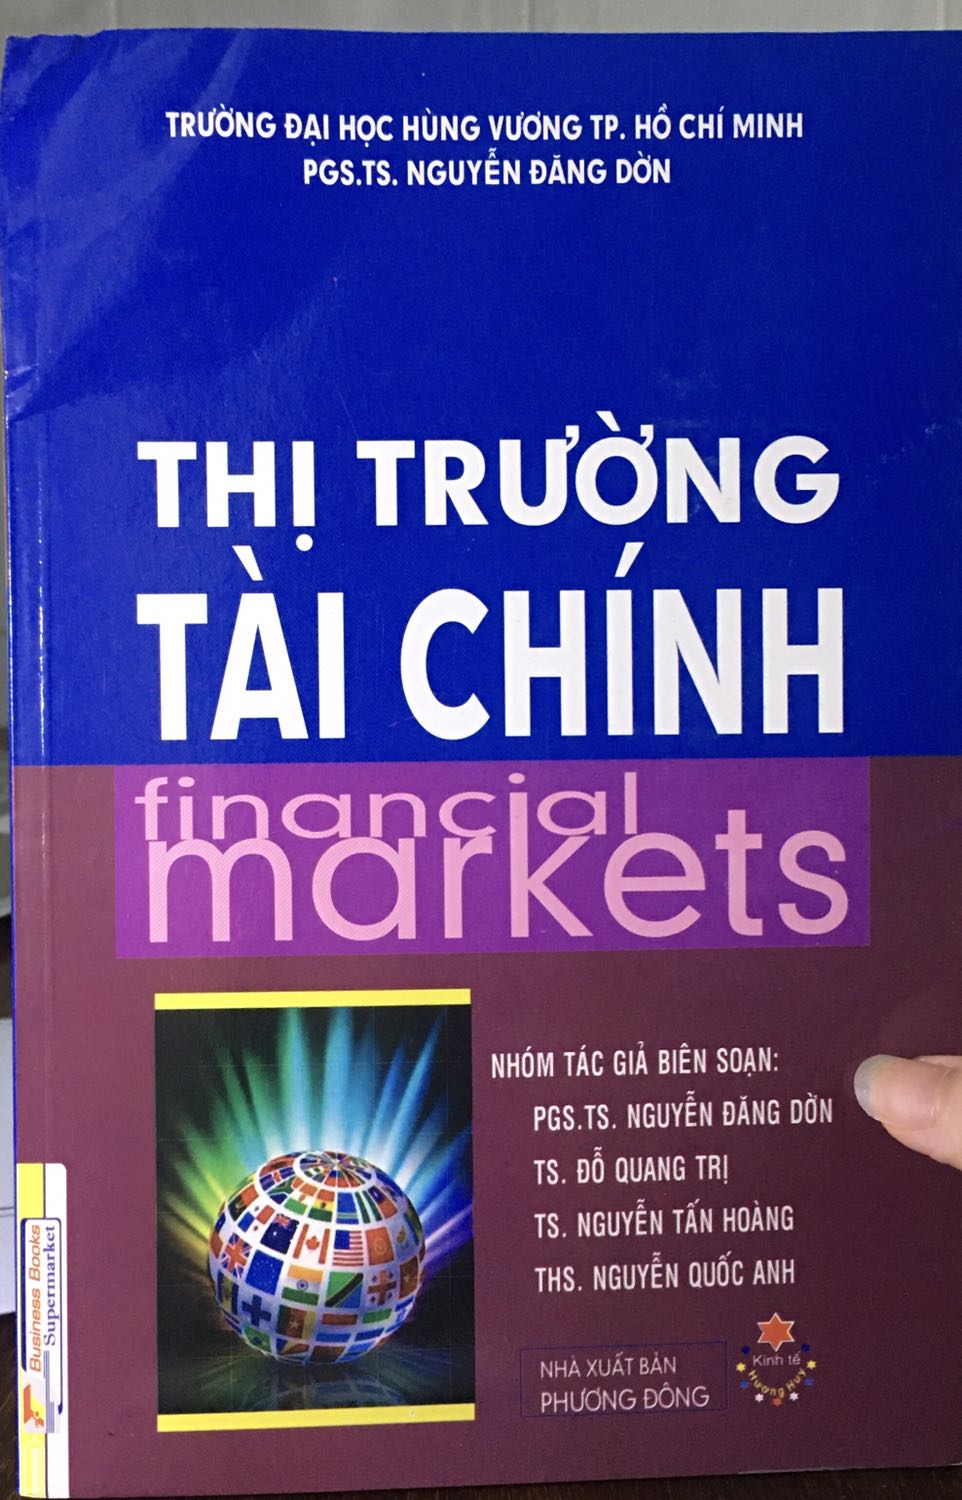 TRƯỜNG ĐẠI HỌC HÙNG VƯƠNG TP. HỒ CHÍ MINH
PGS.TS. NGUYỄN ĐĂNG DỜN
THỊ TRƯỜNG
TÀI CHÍNH
financial
markets
NHÓM TÁC GIẢ BIÊN SOẠN:
PGS.TS. NGUYỄN ĐĂNG DỜN
TS. ĐỖ QUANG TRỊ
TS. NGUYỄN TẤN HOÀNG
THS. NGUYỄN QUỐC ANH
NHÀ XUẤT BẢN
PHƯƠNG ĐÔNG
Kinh tế
Hương Huy
Business Books
Supermarket